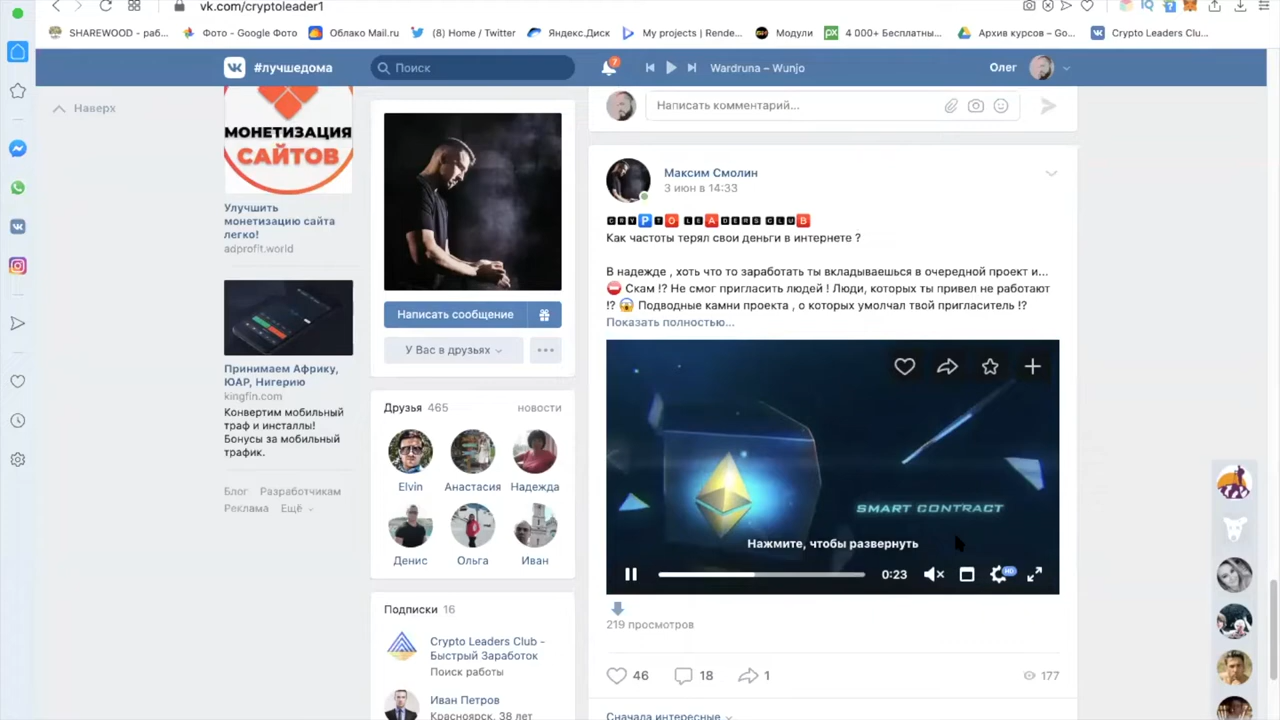 vk.com/cryptoleader1
SHAREWOOD - раб...
Фото - Google Фото
Облако Mail.ru
(8) Home / Twitter
Яндекс.Диск
My projects | Rende...
Модули
4 000+ Бесплатны...
Архив курсов – Go...
Crypto Leaders Clu...
#лучшедома
Поиск
7
Wardruna – Wunjo
Олег
Наверх
МОНЕТИЗАЦИЯ
САЙТОВ
Улучшить
монетизацию сайта
легко!
adprofit.world
Принимаем Африку,
ЮАР, Нигерию
kingfin.com
Конвертим мобильный
траф и инсталлы!
Бонусы за мобильный
трафик.
Блог Разработчикам
Реклама Ещё
Написать сообщение
У Вас в друзьях
Друзья 465
новости
Elvin Анастасия Надежда
Денис Ольга Иван
Подписки 16
Crypto Leaders Club -
Быстрый Заработок
Поиск работы
Иван Петров
Красноярск, 38 лет
Написать комментарий...
Максим Смолин
3 июн в 14:33
CRYPTO LEADERS CLUB
Как частоты терял свои деньги в интернете ?
В надежде , хоть что то заработать ты вкладываешься в очередной проект и...
Скам !? Не смог пригласить людей ! Люди, которых ты привел не работают
!? Подводные камни проекта , о которых умолчал твой пригласитель !?
Показать полностью...
SMART CONTRACT
Нажмите, чтобы развернуть
0:23
HD
219 просмотров
46
18
1
177
Сначала интересные